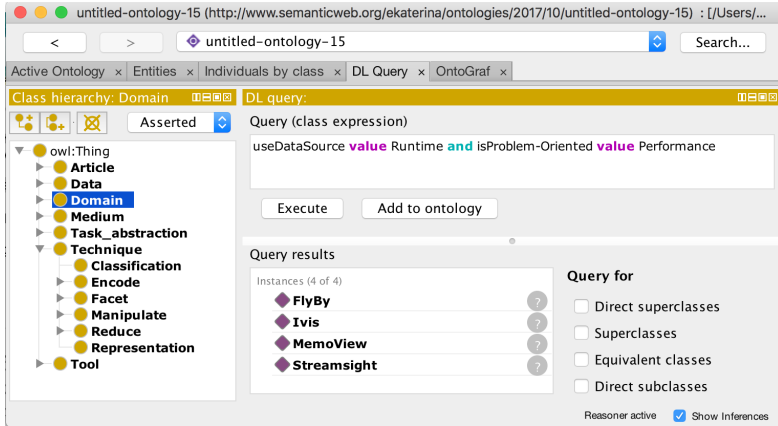 untitled-ontology-15 (http://www.semanticweb.org/ekaterina/ontologies/2017/10/untitled-ontology-15) : [/Users/...
< > untitled-ontology-15 Search...
Active Ontology × Entities × Individuals by class × DL Query × OntoGraf ×
Class hierarchy: Domain
Asserted
owl:Thing
Article
Data
Domain
Medium
Task_abstraction
Technique
Classification
Encode
Facet
Manipulate
Reduce
Representation
Tool
DL query:
Query (class expression)
useDataSource value Runtime and isProblem-Oriented value Performance
Execute Add to ontology
Query results
Instances (4 of 4)
FlyBy ?
Ivis ?
MemoView ?
Streamsight ?
Query for
Direct superclasses
Superclasses
Equivalent classes
Direct subclasses
Reasoner active Show Inferences